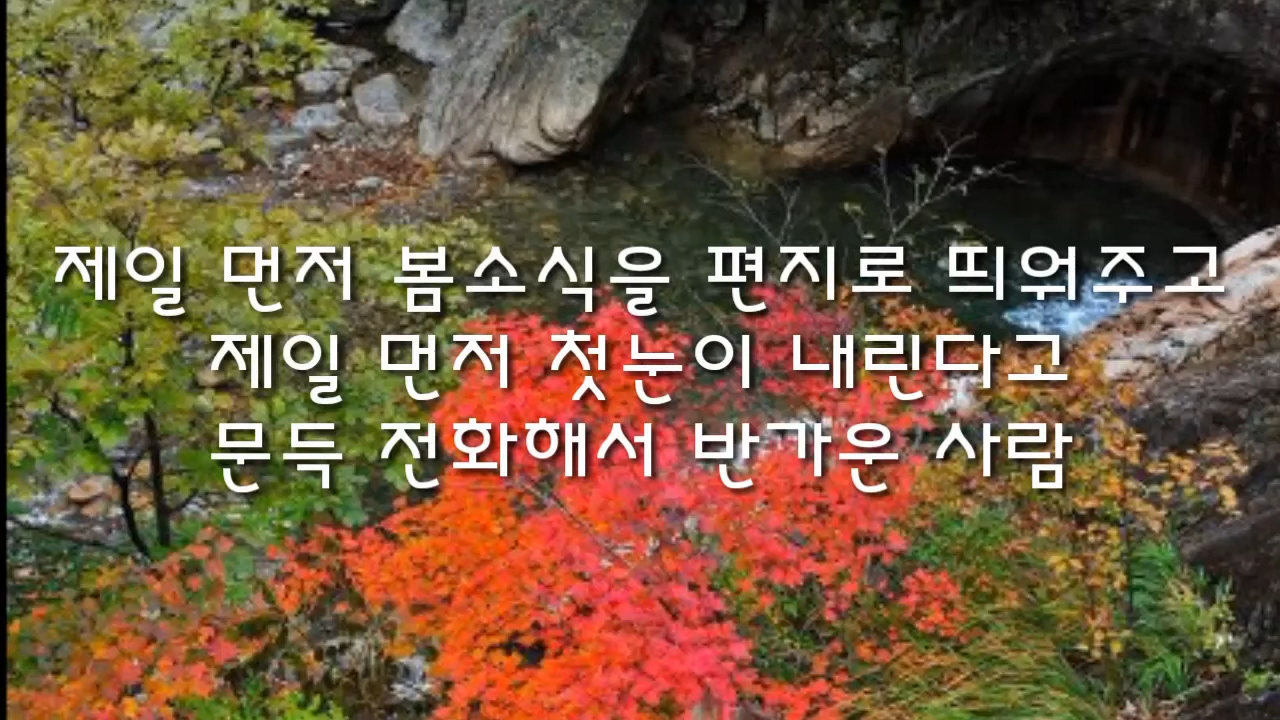 제일 먼저 봄소식을 편지로 띄워주고
제일 먼저 첫눈이 내린다고
문득 전화해서 반가운 사람